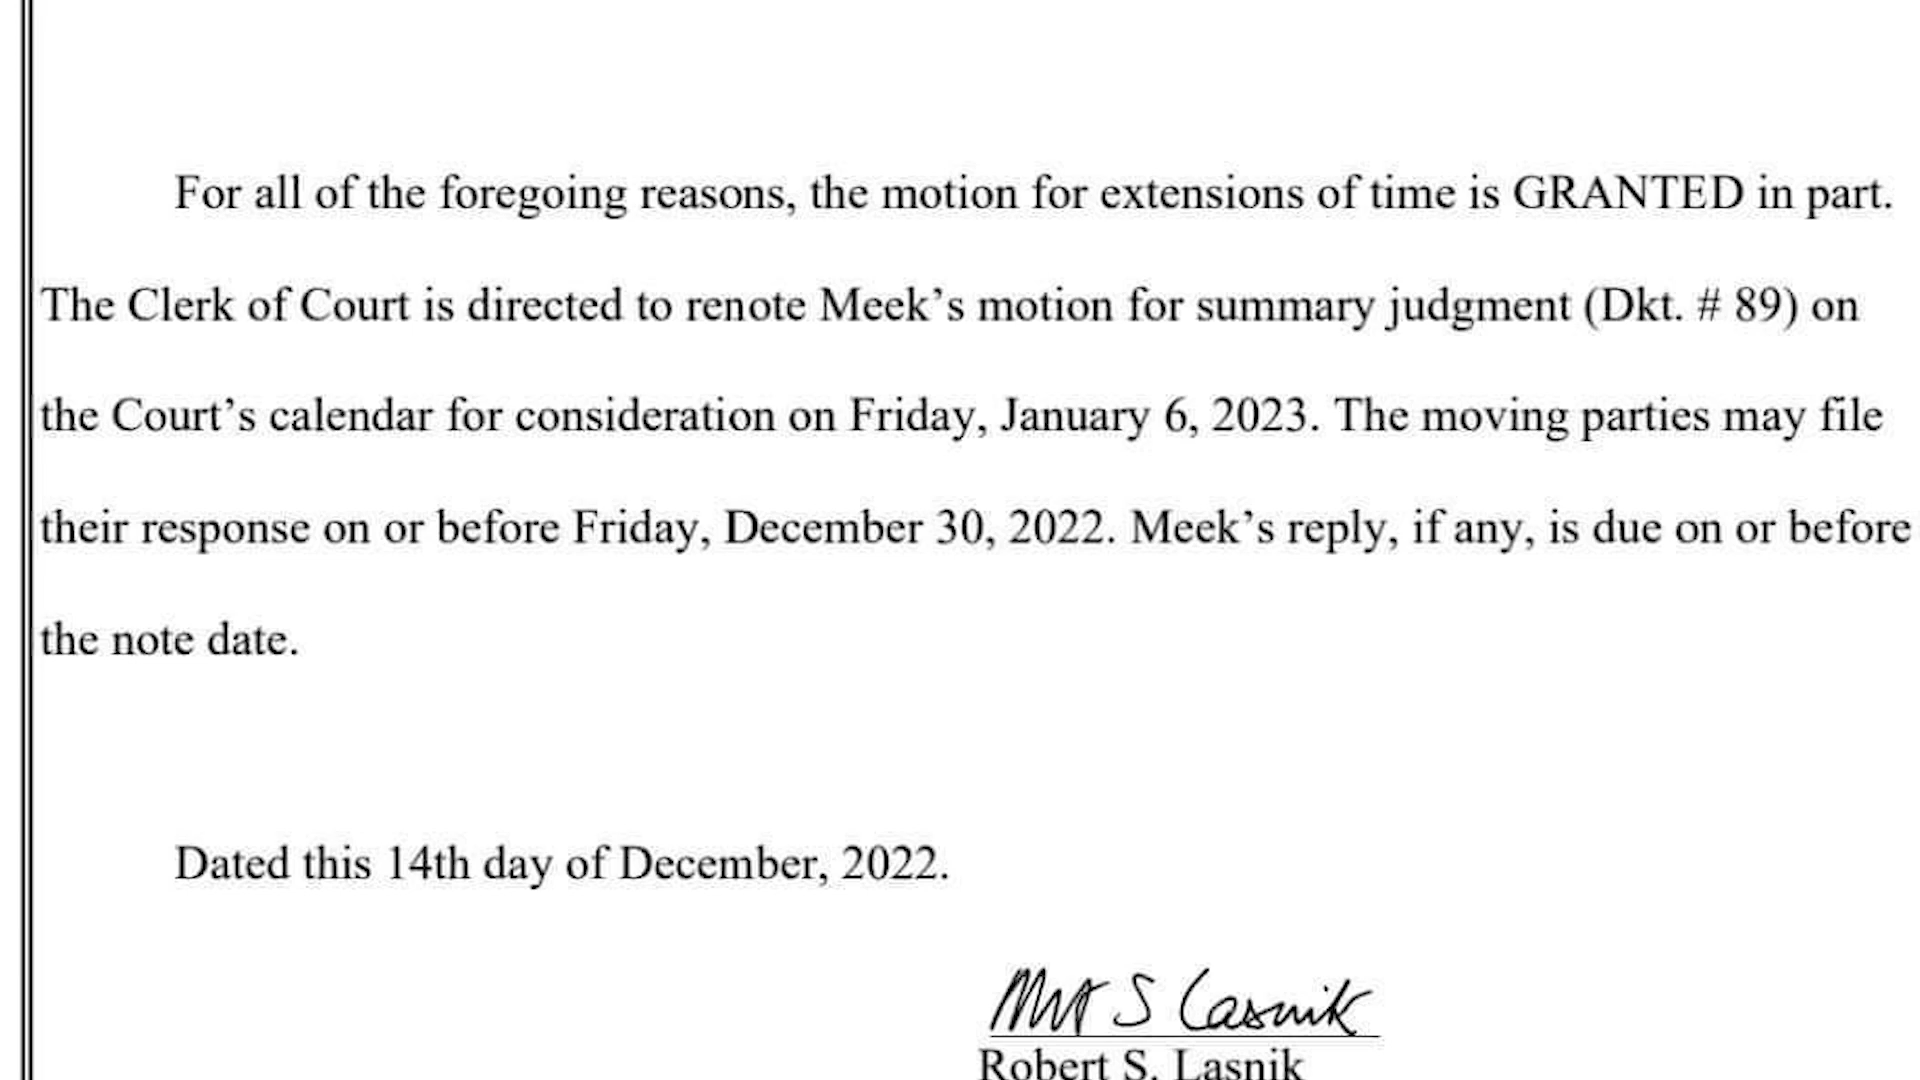 For all of the foregoing reasons, the motion for extensions of time is GRANTED in part.
The Clerk of Court is directed to renote Meek’s motion for summary judgment (Dkt. # 89) on
the Court’s calendar for consideration on Friday, January 6, 2023. The moving parties may file
their response on or before Friday, December 30, 2022. Meek’s reply, if any, is due on or before
the note date.
Dated this 14th day of December, 2022.
S Lasnik
Robert S. Lasnik